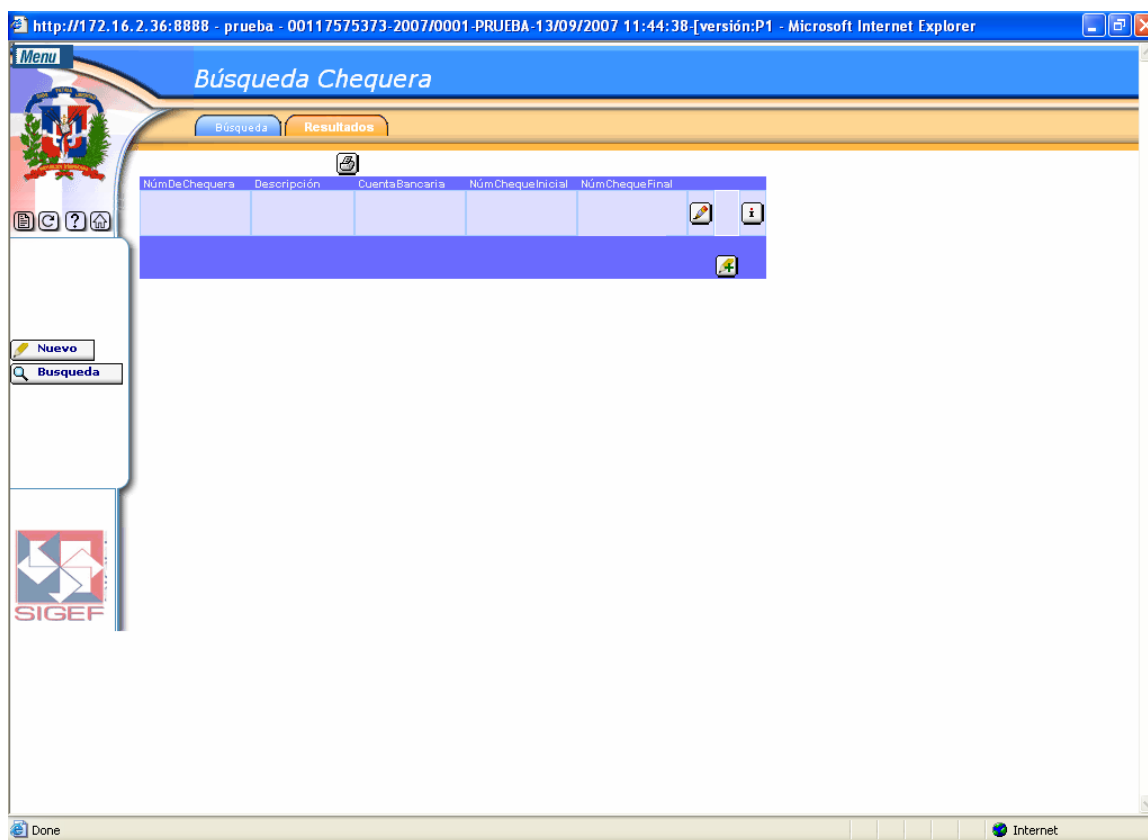 http://172.16.2.36:8888 - prueba - 00117575373-2007/0001-PRUEBA-13/09/2007 11:44:38-[versión:P1 - Microsoft Internet Explorer
Menu
Búsqueda Chequera
Búsqueda Resultados
NúmDeChequera Descripción CuentaBancaria NúmChequeInicial NúmChequeFinal
Nuevo
Busqueda
SIGEF
Done Internet